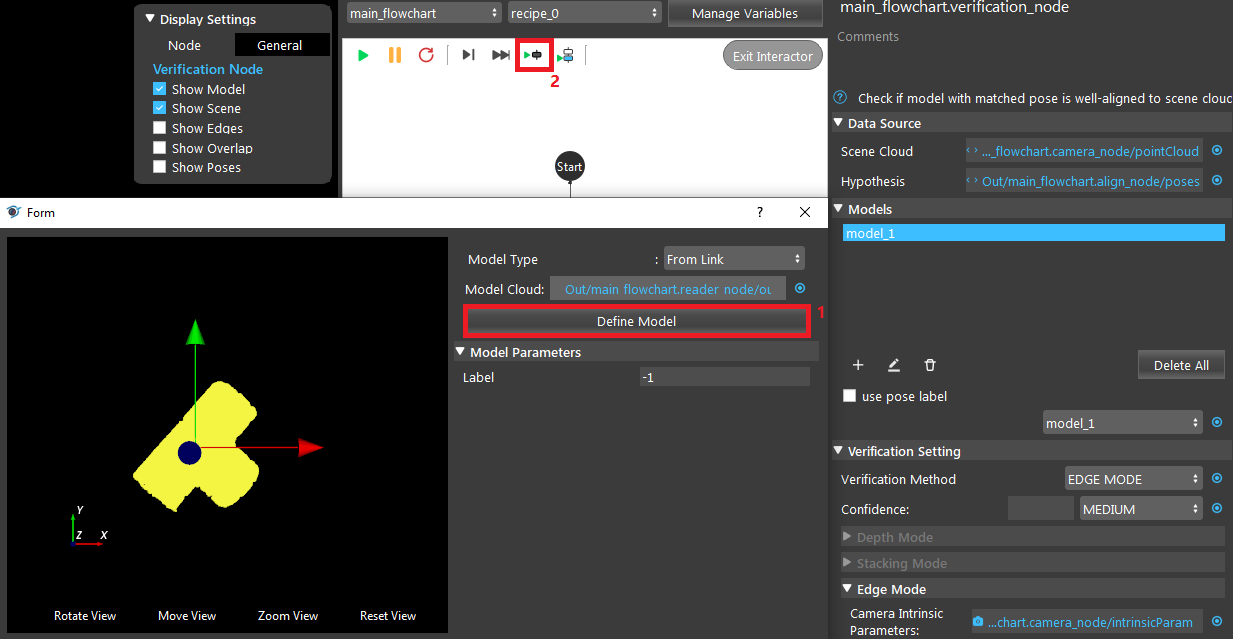 Display Settings
Node
General
Verification Node
Show Model
Show Scene
Show Edges
Show Overlap
Show Poses
main_flowchart
recipe_0
Manage Variables
Exit Interactor
2
Start
main_flowchart.verification_node
Comments
Check if model with matched pose is well-aligned to scene clouc
Data Source
Scene Cloud
..._flowchart.camera_node/pointCloud
Hypothesis
Out/main_flowchart.align_node/poses
Models
model_1
Delete All
use pose label
model_1
Verification Setting
Verification Method
EDGE MODE
Confidence:
MEDIUM
Depth Mode
Stacking Mode
Edge Mode
Camera Intrinsic
Parameters:
...chart.camera_node/intrinsicParam
Form
?
Model Type
:
From Link
Model Cloud:
Out/main_flowchart.reader_node/ou
Define Model
1
Model Parameters
Label
-1
Y
Z
X
Rotate View
Move View
Zoom View
Reset View